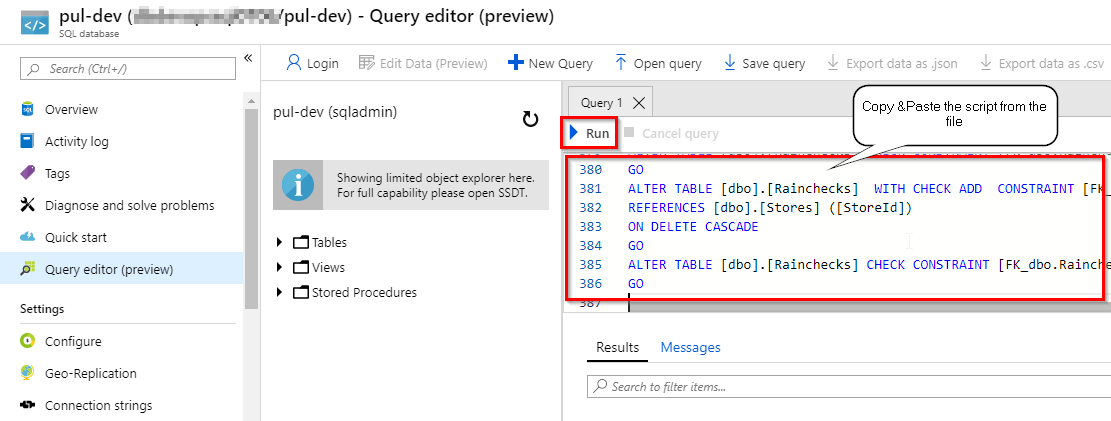 pul-dev ( /pul-dev) - Query editor (preview)
SQL database
Search (Ctrl+/)
Overview
Activity log
Tags
Diagnose and solve problems
Quick start
Query editor (preview)
Settings
Configure
Geo-Replication
Connection strings
Login
Edit Data (Preview)
New Query
Open query
Save query
Export data as .json
Export data as .csv
pul-dev (sqladmin)
Showing limited object explorer here.
For full capability please open SSDT.
Tables
Views
Stored Procedures
Query 1
Run
Cancel query
Copy &Paste the script from the
file
380 GO
381 ALTER TABLE [dbo].[Rainchecks]  WITH CHECK ADD  CONSTRAINT [FK_
382 REFERENCES [dbo].[Stores] ([StoreId])
383 ON DELETE CASCADE
384 GO
385 ALTER TABLE [dbo].[Rainchecks] CHECK CONSTRAINT [FK_dbo.Rainche
386 GO
387
Results
Messages
Search to filter items...